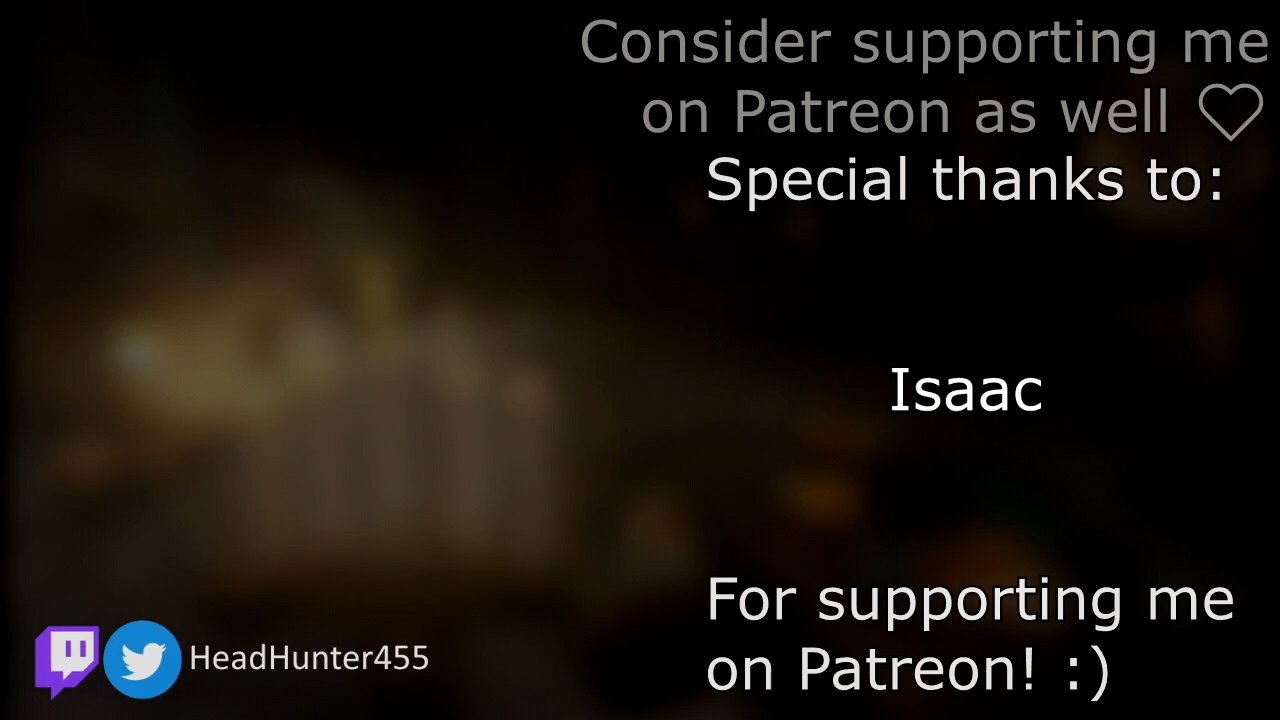 Consider supporting me
on Patreon as well ♡
Special thanks to:
Isaac
For supporting me
on Patreon! :)
HeadHunter455